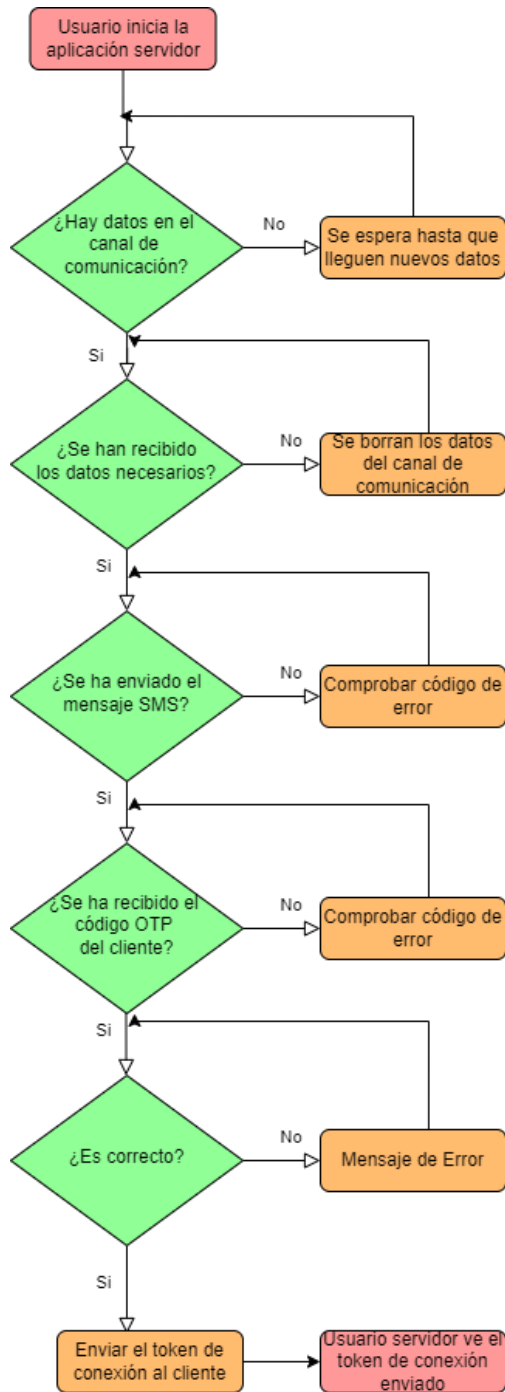 Usuario inicia la
aplicación servidor
¿Hay datos en el
canal de
comunicación?
No
Se espera hasta que
lleguen nuevos datos
Si
¿Se han recibido
los datos necesarios?
No
Se borran los datos
del canal de
comunicación
Si
¿Se ha enviado el
mensaje SMS?
No
Comprobar código de
error
Si
¿Se ha recibido el
código OTP
del cliente?
No
Comprobar código de
error
Si
¿Es correcto?
No
Mensaje de Error
Si
Enviar el token de
conexión al cliente
Usuario servidor ve el
token de conexión
enviado